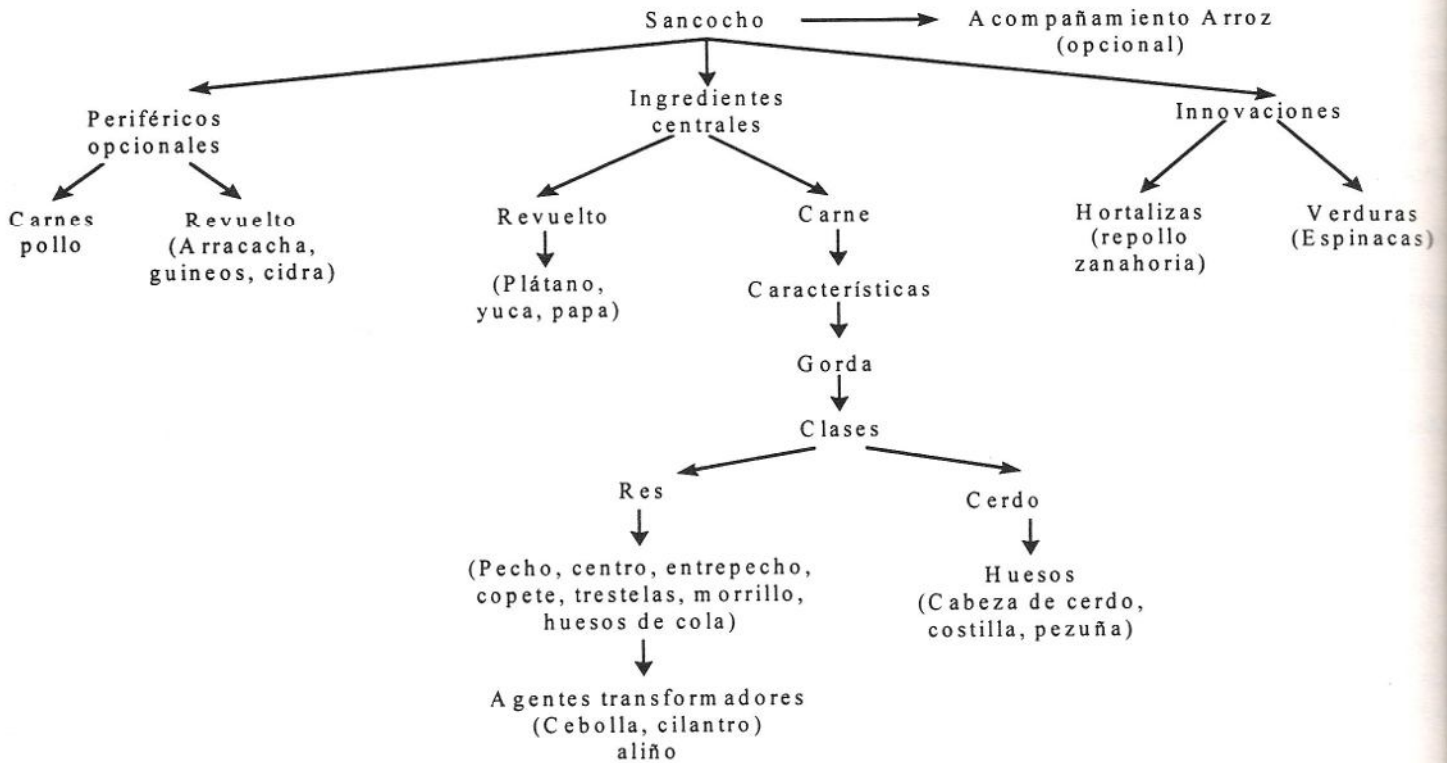 Sancocho
Acompañamiento Arroz
(opcional)
Periféricos
opcionales
Ingredientes
centrales
Innovaciones
Carnes
pollo
Revuelto
(Arracacha,
guineos, cidra)
Revuelto
(Plátano,
yuca, papa)
Carne
Característícas
Gorda
Clases
Hortalizas
(repollo
zanahoria)
Verduras
(Espinacas)
Res
(Pecho, centro, entrepecho,
copete, trestelas, morrillo,
huesos de cola)
Agentes transformadores
(Cebolla, cilantro)
aliño
Cerdo
Huesos
(Cabeza de cerdo,
costilla, pezuña)